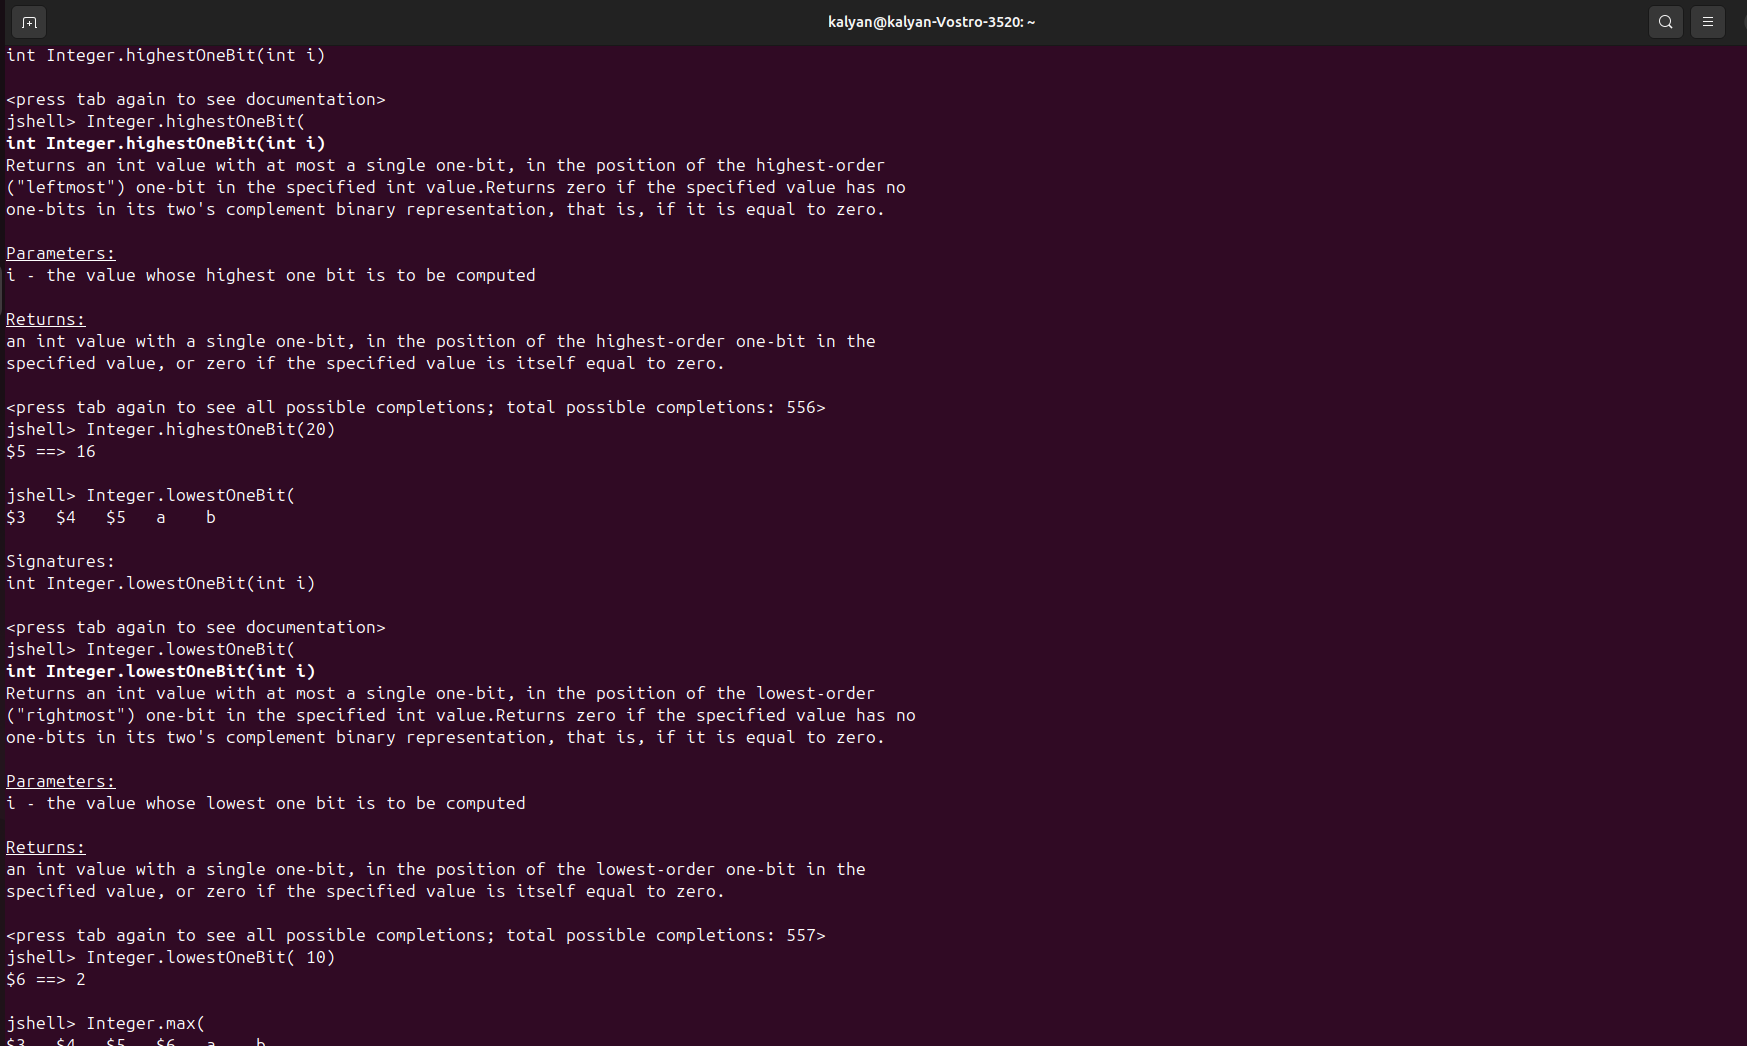 kalyan@kalyan-Vostro-3520: ~
int Integer.highestOneBit(int i)
<press tab again to see documentation>
jshell> Integer.highestOneBit(
int Integer.highestOneBit(int i)
Returns an int value with at most a single one-bit, in the position of the highest-order
("leftmost") one-bit in the specified int value.Returns zero if the specified value has no
one-bits in its two's complement binary representation, that is, if it is equal to zero.
Parameters:
i - the value whose highest one bit is to be computed
Returns:
an int value with a single one-bit, in the position of the highest-order one-bit in the
specified value, or zero if the specified value is itself equal to zero.
<press tab again to see all possible completions; total possible completions: 556>
jshell> Integer.highestOneBit(20)
$5 ==> 16
jshell> Integer.lowestOneBit(
$3   $4   $5   a    b
Signatures:
int Integer.lowestOneBit(int i)
<press tab again to see documentation>
jshell> Integer.lowestOneBit(
int Integer.lowestOneBit(int i)
Returns an int value with at most a single one-bit, in the position of the lowest-order
("rightmost") one-bit in the specified int value.Returns zero if the specified value has no
one-bits in its two's complement binary representation, that is, if it is equal to zero.
Parameters:
i - the value whose lowest one bit is to be computed
Returns:
an int value with a single one-bit, in the position of the lowest-order one-bit in the
specified value, or zero if the specified value is itself equal to zero.
<press tab again to see all possible completions; total possible completions: 557>
jshell> Integer.lowestOneBit( 10)
$6 ==> 2
jshell> Integer.max(
$3   $4   $5   $6   a    b